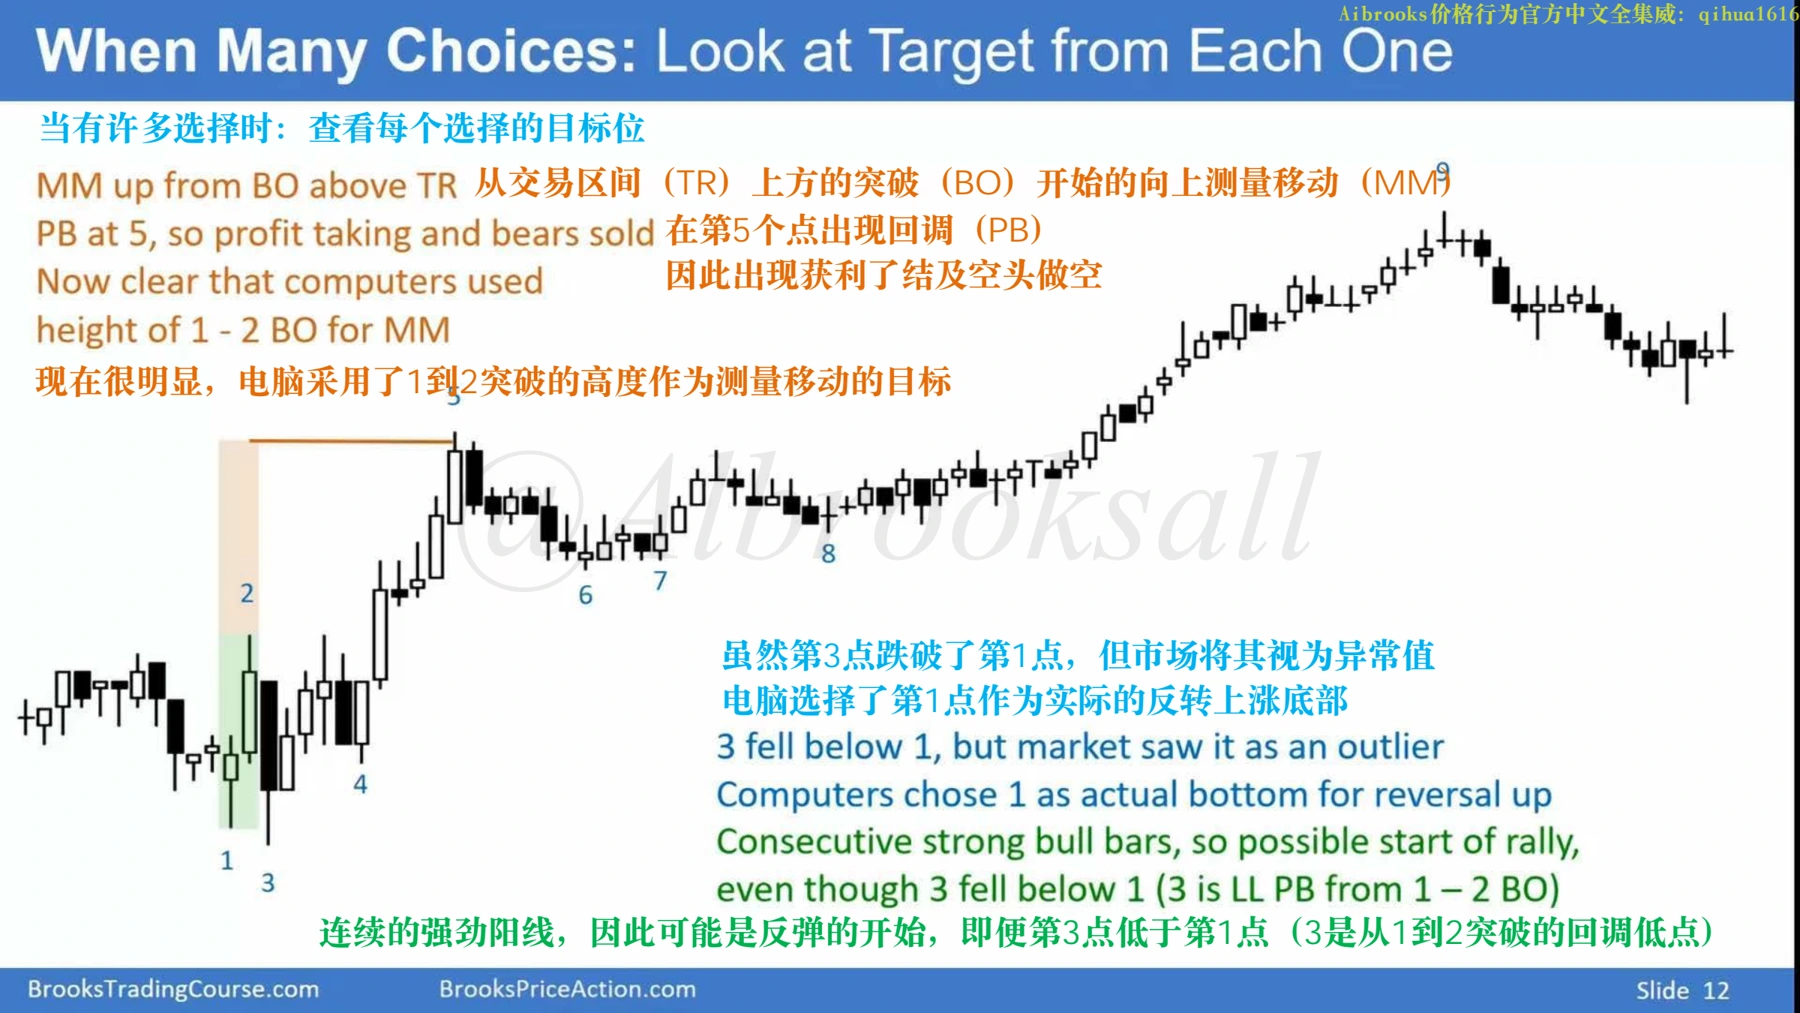 Aibrooks价格行为官方中文全集威：qihua1616
When Many Choices: Look at Target from Each One
当有许多选择时：查看每个选择的目标位
MM up from BO above TR 从交易区间（TR）上方的突破（BO）开始的向上测量移动（MM）
9
PB at 5, so profit taking and bears sold 在第5个点出现回调（PB）
因此出现获利了结及空头做空
Now clear that computers used
height of 1 - 2 BO for MM
现在很明显，电脑采用了1到2突破的高度作为测量移动的目标
5
@Albrooksall
8
7
6
2
4
1
3
虽然第3点跌破了第1点，但市场将其视为异常值
电脑选择了第1点作为实际的反转上涨底部
3 fell below 1, but market saw it as an outlier
Computers chose 1 as actual bottom for reversal up
Consecutive strong bull bars, so possible start of rally,
even though 3 fell below 1 (3 is LL PB from 1 – 2 BO)
连续的强劲阳线，因此可能是反弹的开始，即便第3点低于第1点（3是从1到2突破的回调低点）
BrooksTradingCourse.com
BrooksPriceAction.com
Slide 12